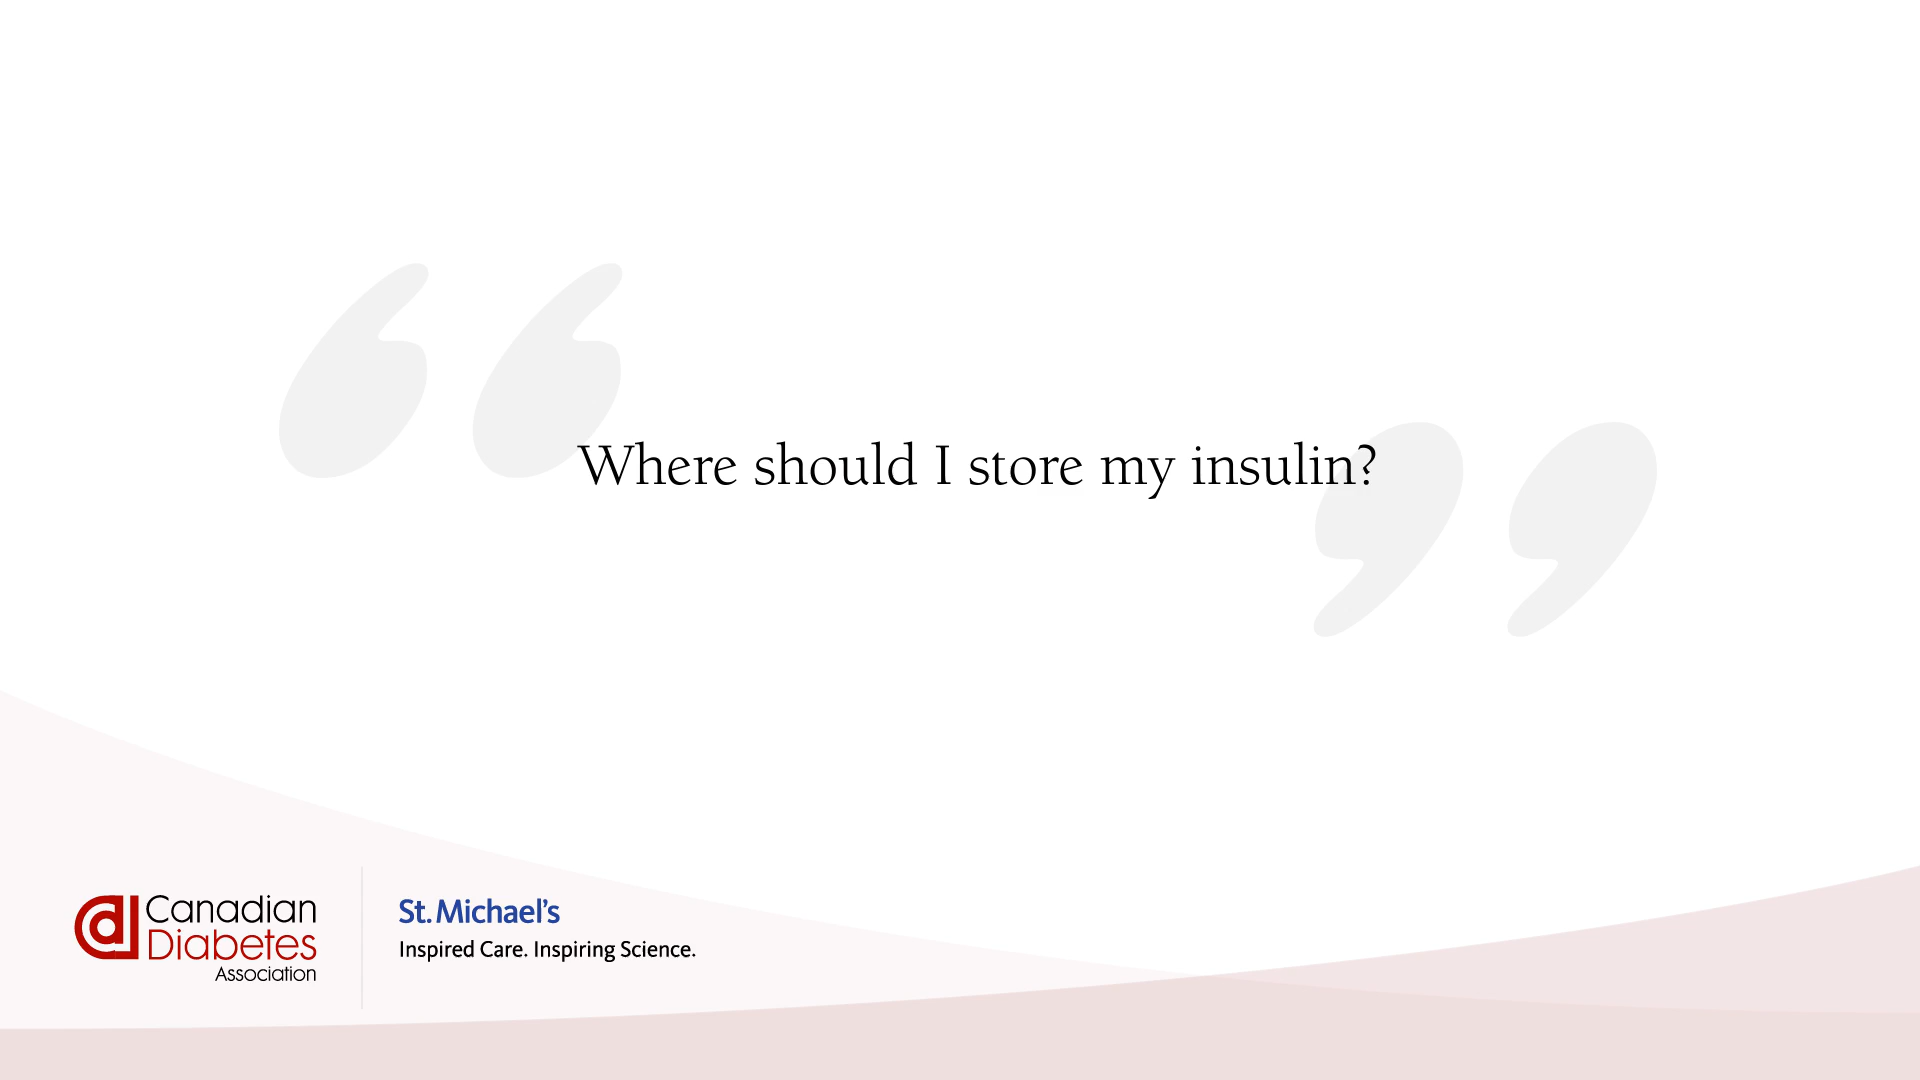 Where should I store my insulin?
Canadian
Diabetes
Association
St. Michael's
Inspired Care. Inspiring Science.